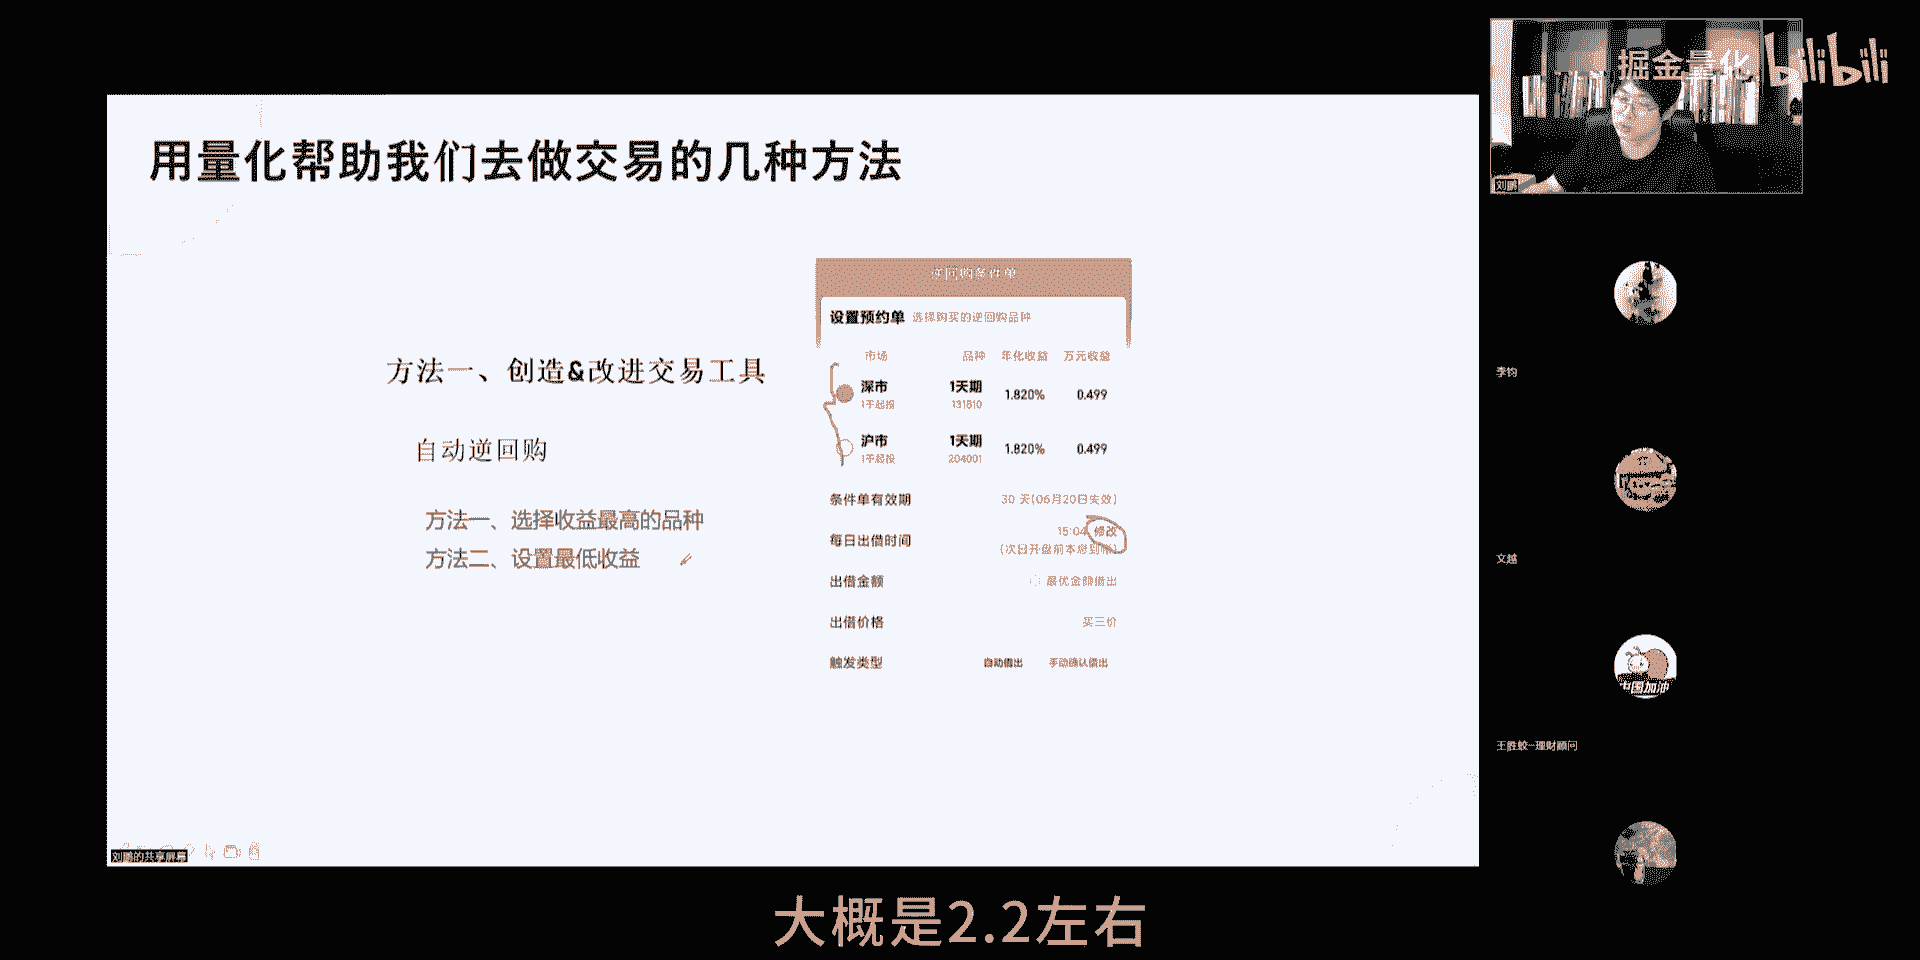 掘金量化 bilibili
用量化帮助我们去做交易的几种方法
刘鹏
逆回购条件单
设置预约单 选择购买的逆回购品种
市场 品种 年化收益 万元收益
方法一、创造&改进交易工具
深市 1天期 1.820% 0.499
1千起投 131810
李钧
自动逆回购
沪市 1天期 1.820% 0.499
1千起投 204001
条件单有效期 30 天(06月20日失效)
方法一、选择收益最高的品种
每日出借时间 15:04 修改
(次日开盘前本息到账)
方法二、设置最低收益
文越
出借金额 最优金额借出
出借价格 买三价
触发类型 自动借出 手动确认借出
中国加油
王胜蛟-理财顾问
刘鹏的共享屏幕
大概是2.2左右